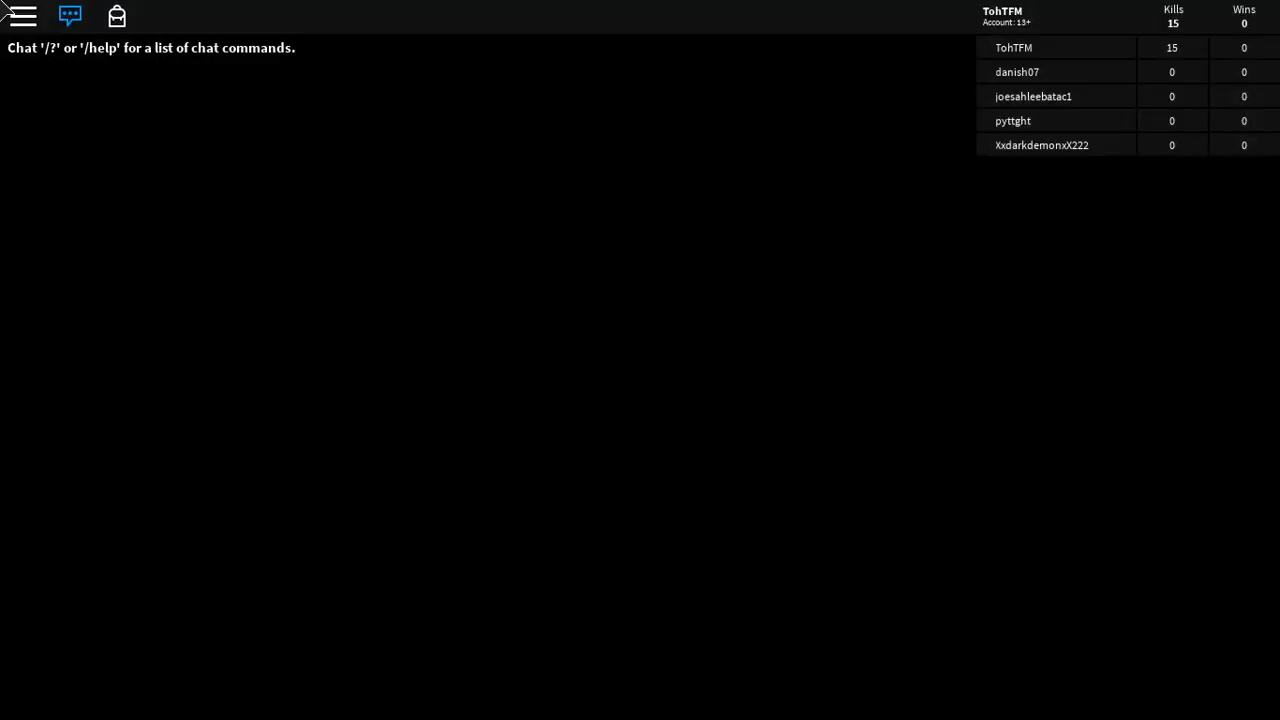 TohTFM Kills Wins
Account: 13+ 15 0
Chat '/?' or '/help' for a list of chat commands.
TohTFM 15 0
danish07 0 0
joesahleebatac1 0 0
pyttght 0 0
XxdarkdemonxX222 0 0